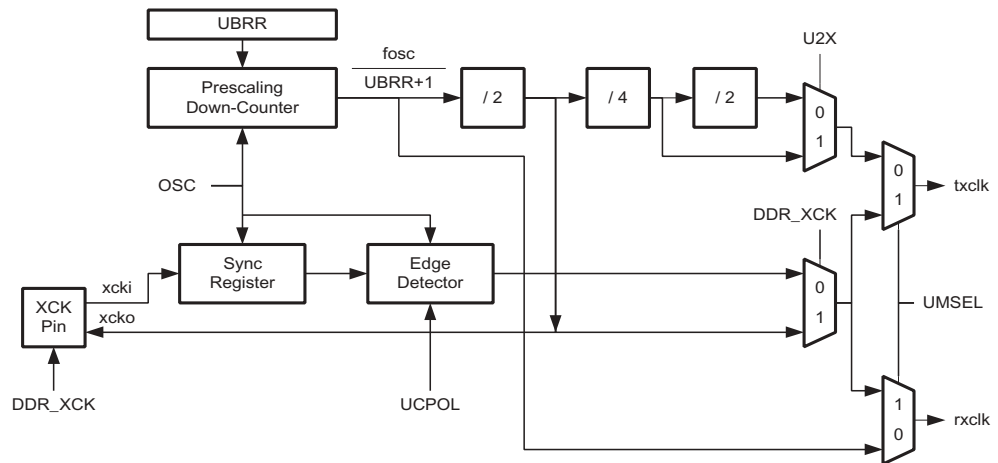 UBRR
fosc
U2X
Prescaling
Down-Counter
UBRR+1
/ 2
/ 4
/ 2
0
1
OSC
0
1
txclk
DDR_XCK
Sync
Register
Edge
Detector
xcki
0
1
XCK
Pin
xcko
UMSEL
DDR_XCK
UCPOL
1
0
rxclk